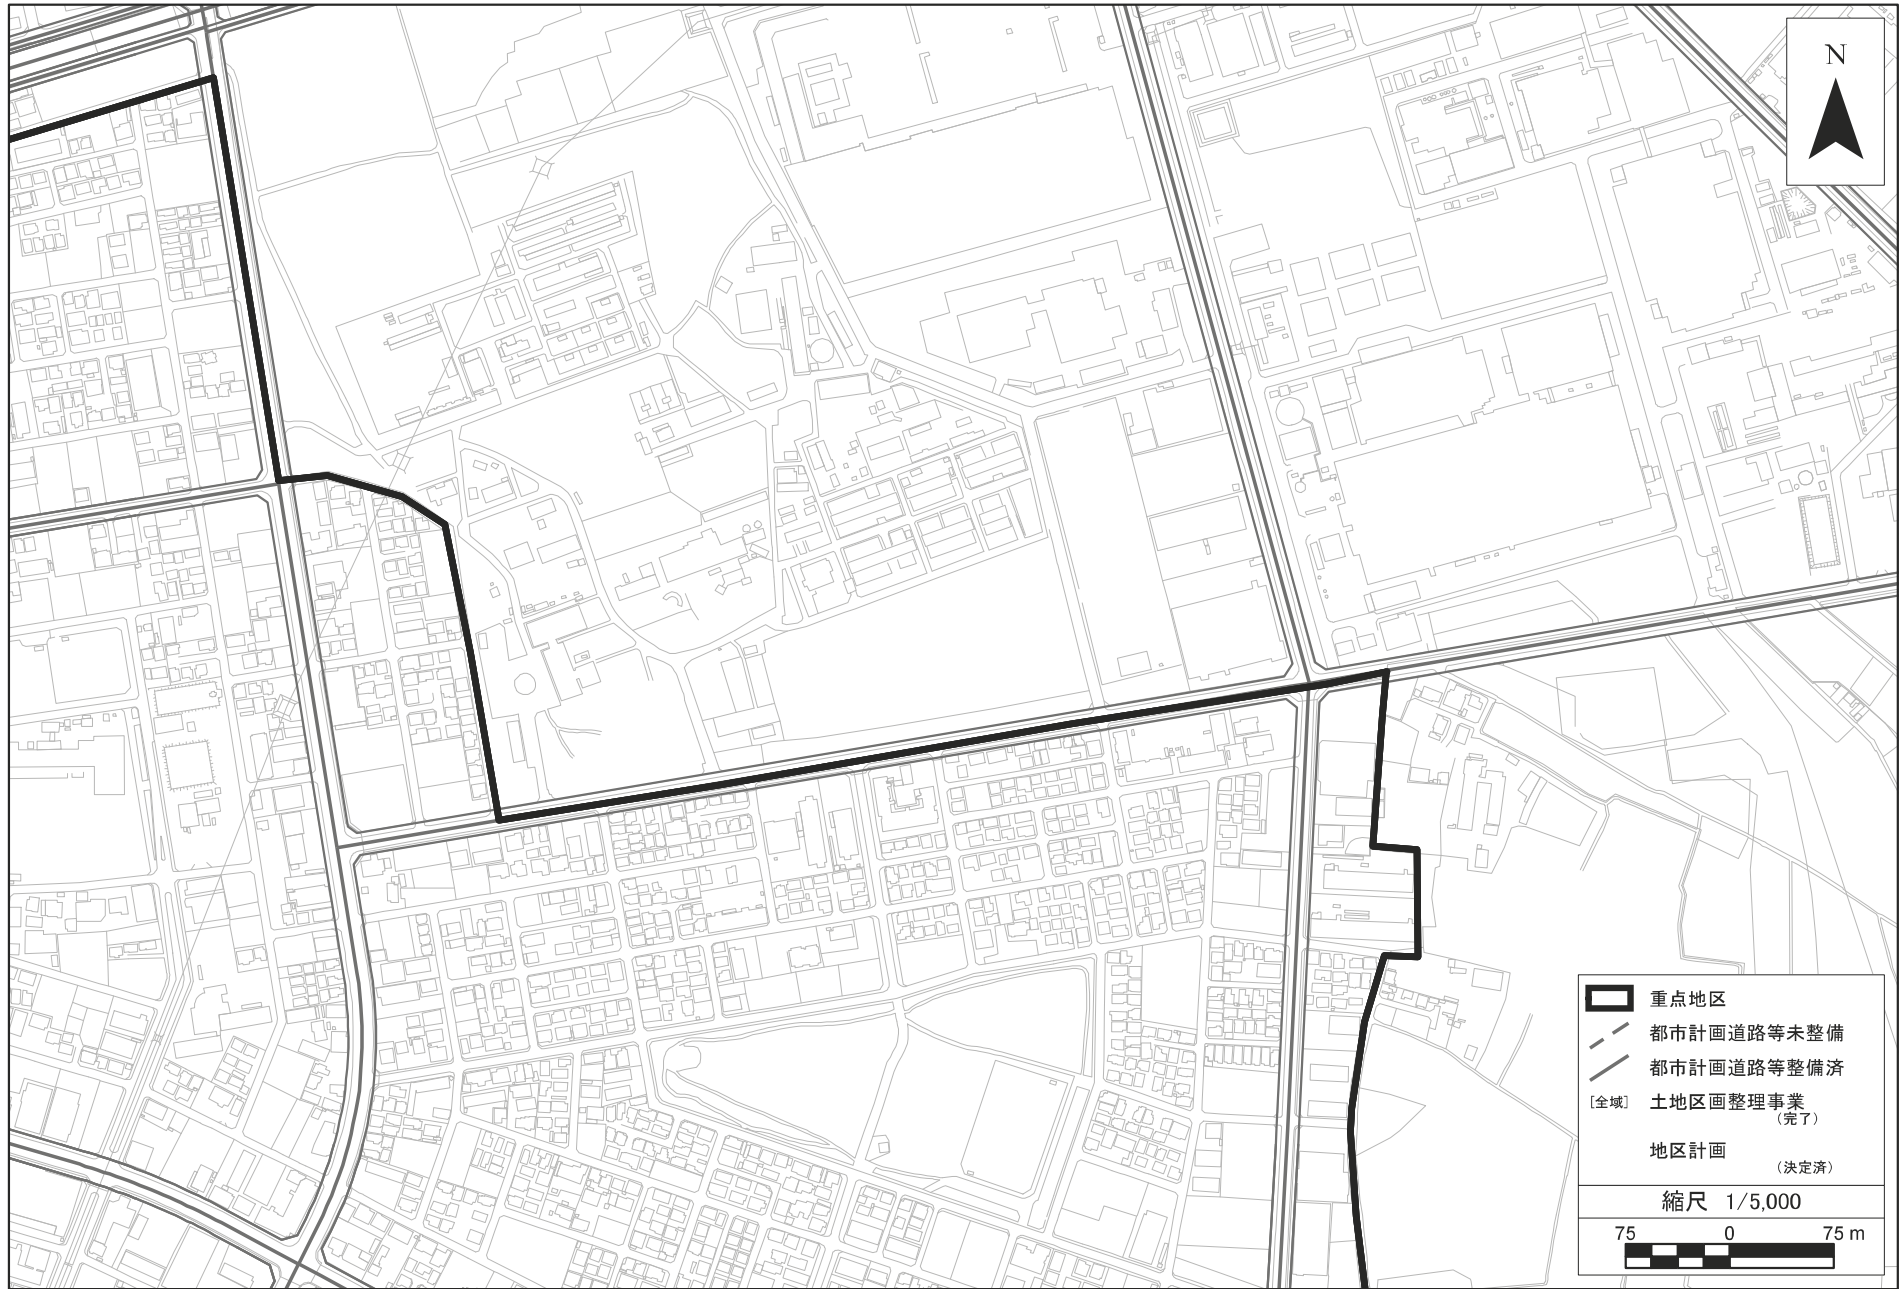 N
重点地区
都市計画道路等未整備
都市計画道路等整備済
[全域] 土地区画整理事業
(完了)
地区計画
(決定済)
縮尺 1/5,000
75 0 75 m